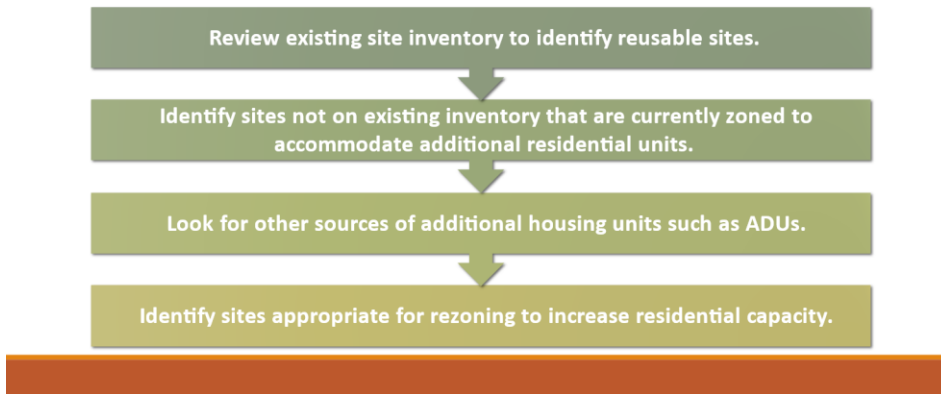 Review existing site inventory to identify reusable sites.
Identify sites not on existing inventory that are currently zoned to
accommodate additional residential units.
Look for other sources of additional housing units such as ADUs.
Identify sites appropriate for rezoning to increase residential capacity.